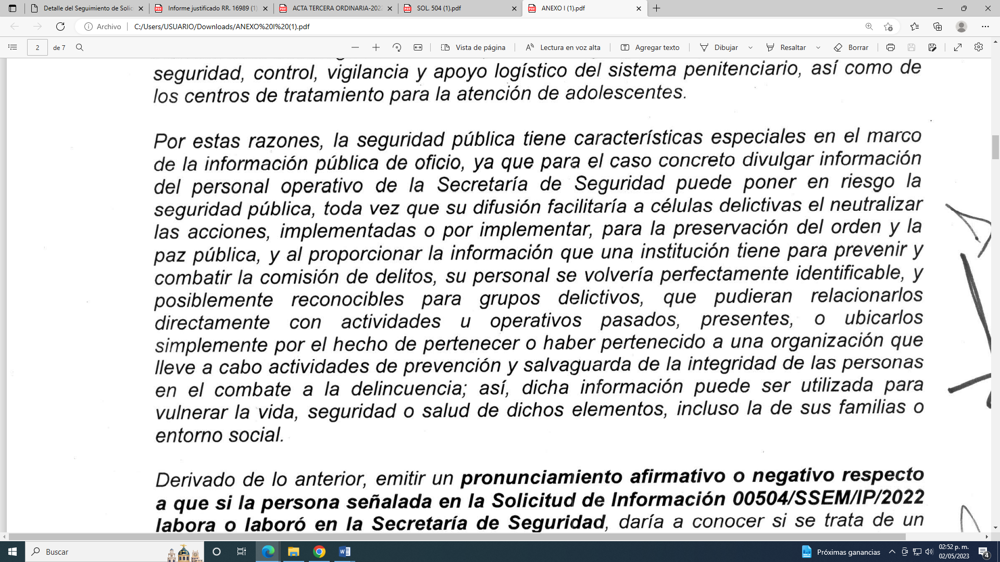 Detalle del Seguimiento de Solic
Informe justificado RR. 16989 (1)
ACTA TERCERA ORDINARIA-202
SOL. 504 (1).pdf
ANEXO I (1).pdf
Archivo
C:/Users/USUARIO/Downloads/ANEXO%20I%20(1).pdf
2 de 7
Vista de página
Lectura en voz alta
Agregar texto
Dibujar
Resaltar
Borrar
seguridad, control, vigilancia y apoyo logístico del sistema penitenciario, así como de
los centros de tratamiento para la atención de adolescentes.
Por estas razones, la seguridad pública tiene características especiales en el marco
de la información pública de oficio, ya que para el caso concreto divulgar información
del personal operativo de la Secretaría de Seguridad puede poner en riesgo la
seguridad pública, toda vez que su difusión facilitaría a células delictivas el neutralizar
las acciones, implementadas o por implementar, para la preservación del orden y la
paz pública, y al proporcionar la información que una institución tiene para prevenir y
combatir la comisión de delitos, su personal se volvería perfectamente identificable, y
posiblemente reconocibles para grupos delictivos, que pudieran relacionarlos
directamente con actividades u operativos pasados, presentes, o ubicarlos
simplemente por el hecho de pertenecer o haber pertenecido a una organización que
lleve a cabo actividades de prevención y salvaguarda de la integridad de las personas
en el combate a la delincuencia; así, dicha información puede ser utilizada para
vulnerar la vida, seguridad o salud de dichos elementos, incluso la de sus familias o
entorno social.
Derivado de lo anterior, emitir un pronunciamiento afirmativo o negativo respecto
a que si la persona señalada en la Solicitud de Información 00504/SSEM/IP/2022
labora o laboró en la Secretaría de Seguridad, daría a conocer si se trata de un
Buscar
Próximas ganancias
02:52 p. m.
02/05/2023
4